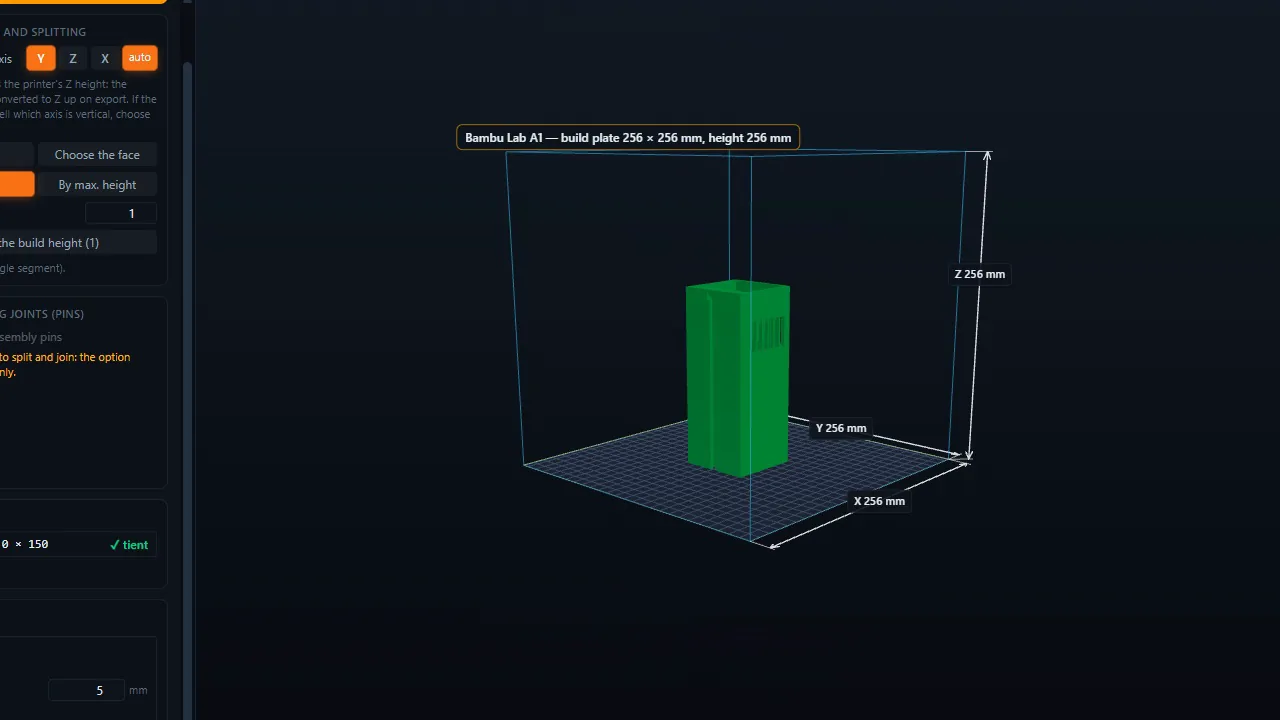 AND SPLITTING
xis Y Z X auto
s the printer's Z height: the
nverted to Z up on export. If the
ell which axis is vertical, choose
Choose the face
By max. height
1
the build height (1)
gle segment).
G JOINTS (PINS)
sembly pins
to split and join: the option
nly.
0 × 150 ✓ tient
5 mm
Bambu Lab A1 — build plate 256 × 256 mm, height 256 mm
Z 256 mm
Y 256 mm
X 256 mm